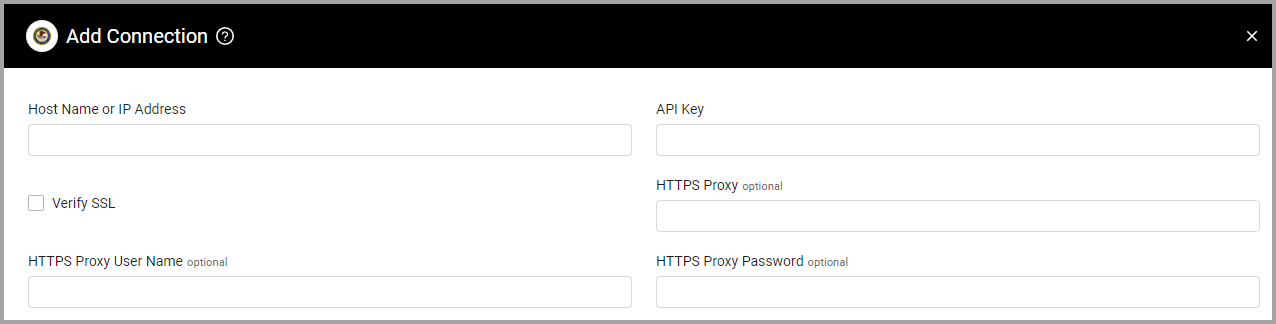 Add Connection ?
Host Name or IP Address
API Key
Verify SSL
HTTPS Proxy optional
HTTPS Proxy User Name optional
HTTPS Proxy Password optional